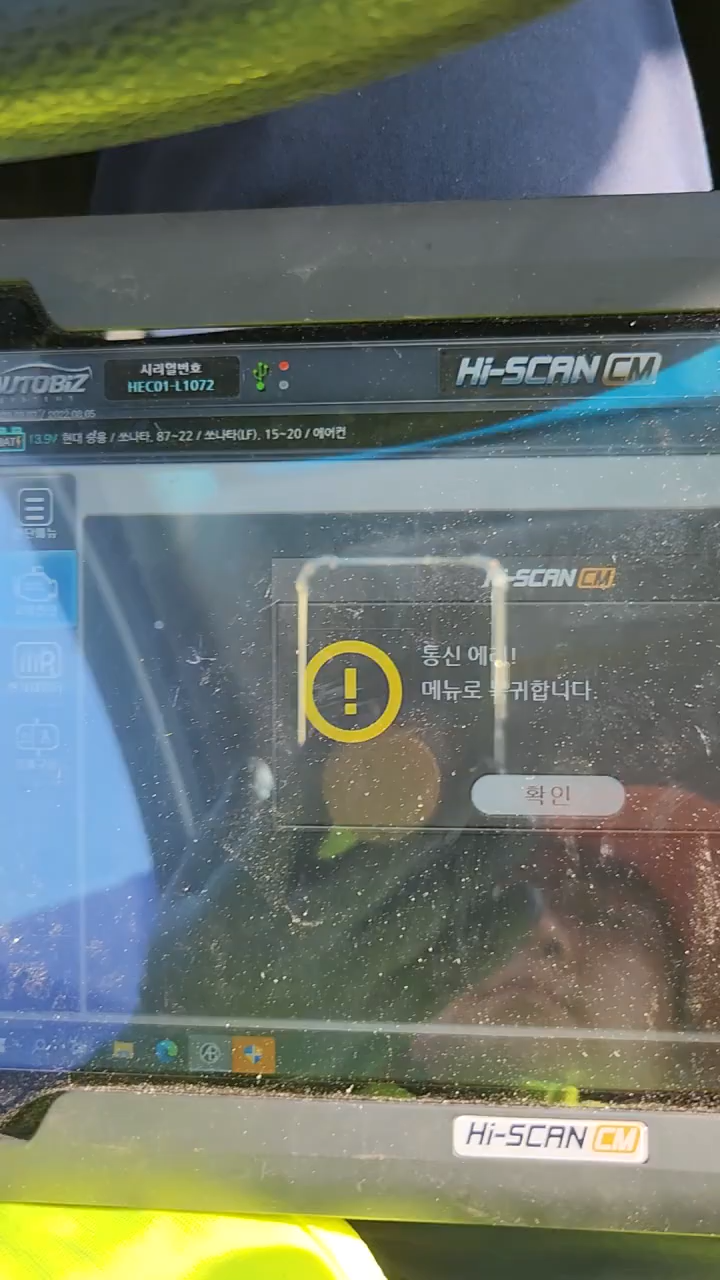 AUTOBIZ
시리얼번호
HEC01-L1072
Hi-SCAN CM
13.9V 현대 승용 / 쏘나타, 87~22 / 쏘나타(LF), 15~20 / 에어컨
Hi-SCAN CM
통신 에러!
메뉴로 복귀합니다.
확인
Hi-SCAN CM